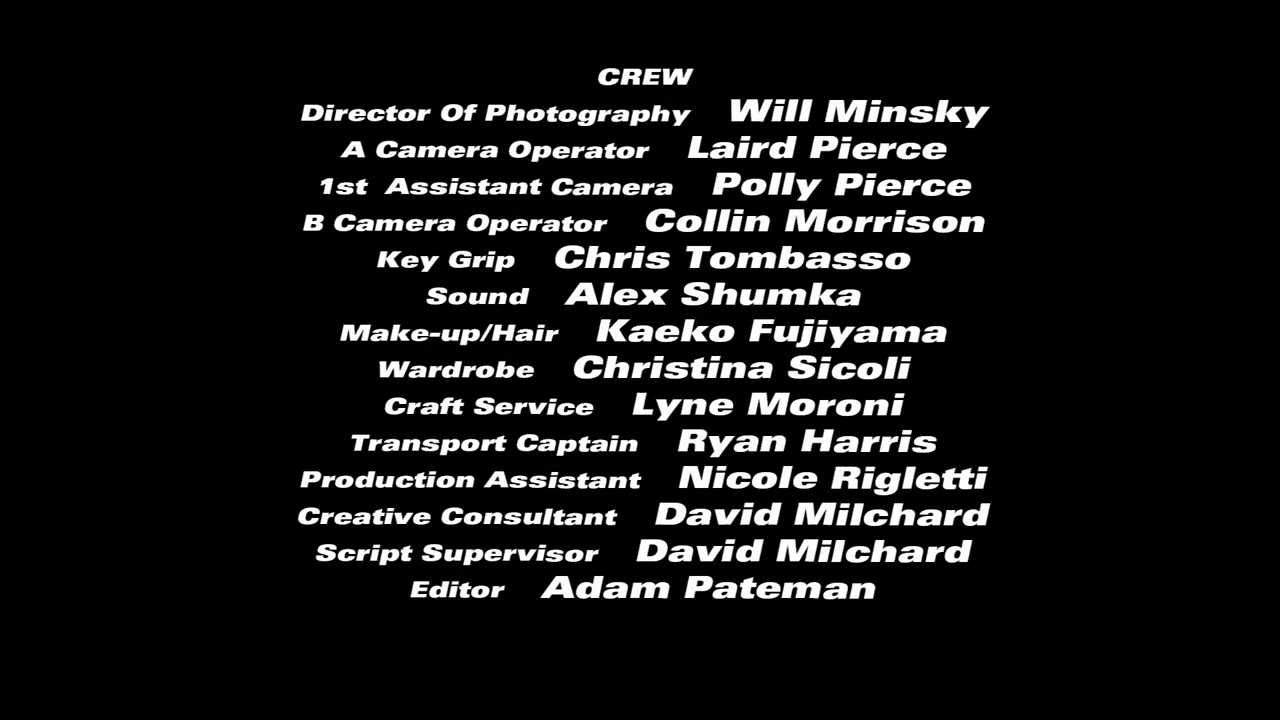 CREW
Director Of Photography Will Minsky
A Camera Operator Laird Pierce
1st Assistant Camera Polly Pierce
B Camera Operator Collin Morrison
Key Grip Chris Tombasso
Sound Alex Shumka
Make-up/Hair Kaeko Fujiyama
Wardrobe Christina Sicoli
Craft Service Lyne Moroni
Transport Captain Ryan Harris
Production Assistant Nicole Rigletti
Creative Consultant David Milchard
Script Supervisor David Milchard
Editor Adam Pateman